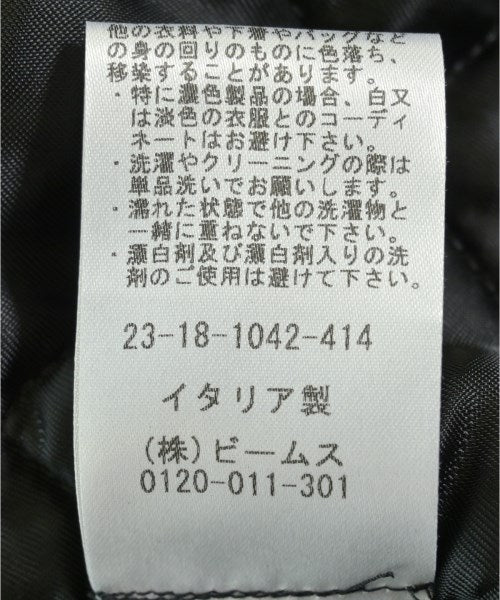 他の衣料や下着やバッグなど
の身の回りのものに色落ち、
移染することがあります。
・特に濃色製品の場合、白又
は淡色の衣服とのコーディ
ネートはお避け下さい。
・洗濯やクリーニングの際は
単品洗いでお願いします。
・濡れた状態で他の洗濯物と
一緒に重ねないで下さい。
・漂白剤及び漂白剤入りの洗
剤のご使用は避けて下さい。
23-18-1042-414
イタリア製
(株)ビームス
0120-011-301